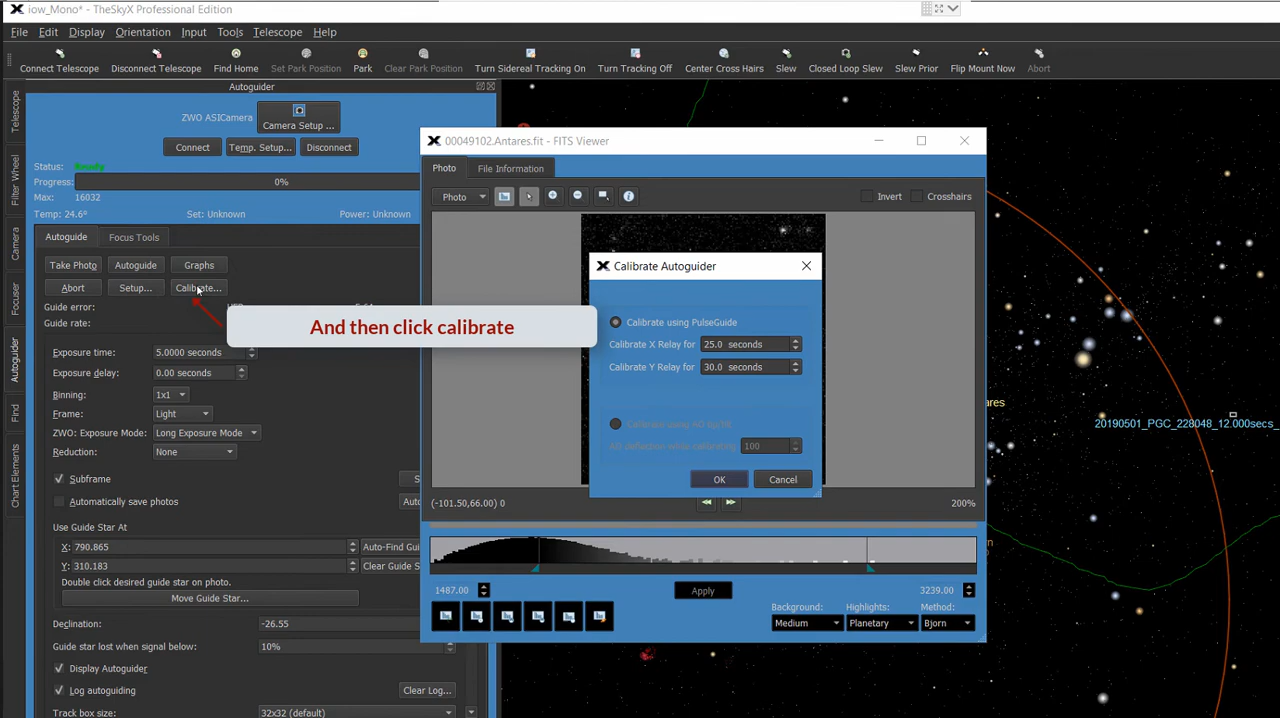 iow_Mono* - TheSkyX Professional Edition
File Edit Display Orientation Input Tools Telescope Help
Connect Telescope Disconnect Telescope Find Home Set Park Position Park Clear Park Position Turn Sidereal Tracking On Turn Tracking Off Center Cross Hairs Slew Closed Loop Slew Slew Prior Flip Mount Now Abort
Telescope
Filter Wheel
Camera
Focuser
Autoguider
Find
Chart Elements
Autoguider
ZWO ASICamera Camera Setup ...
Connect Temp. Setup... Disconnect
Status: Ready
Progress: 0%
Max: 16032
Temp: 24.6° Set: Unknown Power: Unknown
Autoguide Focus Tools
Take Photo Autoguide Graphs
Abort Setup... Calibrate...
Guide error:
Guide rate:
Exposure time: 5.0000 seconds
Exposure delay: 0.00 seconds
Binning: 1x1
Frame: Light
ZWO: Exposure Mode: Long Exposure Mode
Reduction: None
Subframe
Automatically save photos
Use Guide Star At
X: 790.865 Auto-Find Gui
Y: 310.183 Clear Guide S
Double click desired guide star on photo.
Move Guide Star...
Declination: -26.55
Guide star lost when signal below: 10%
Display Autoguider
Log autoguiding Clear Log...
Track box size: 32x32 (default)
And then click calibrate
00049102.Antares.fit - FITS Viewer
Photo File Information
Photo Invert Crosshairs
Calibrate Autoguider
Calibrate using PulseGuide
Calibrate X Relay for 25.0 seconds
Calibrate Y Relay for 30.0 seconds
Calibrate using AO tip/tilt
AO deflection when calibrating 100
OK Cancel
(-101.50,66.00) 0 200%
1487.00 Apply 3239.00
Background: Highlights: Method:
Medium Planetary Bjorn
ares
20190501_PGC_228048_12.000secs_